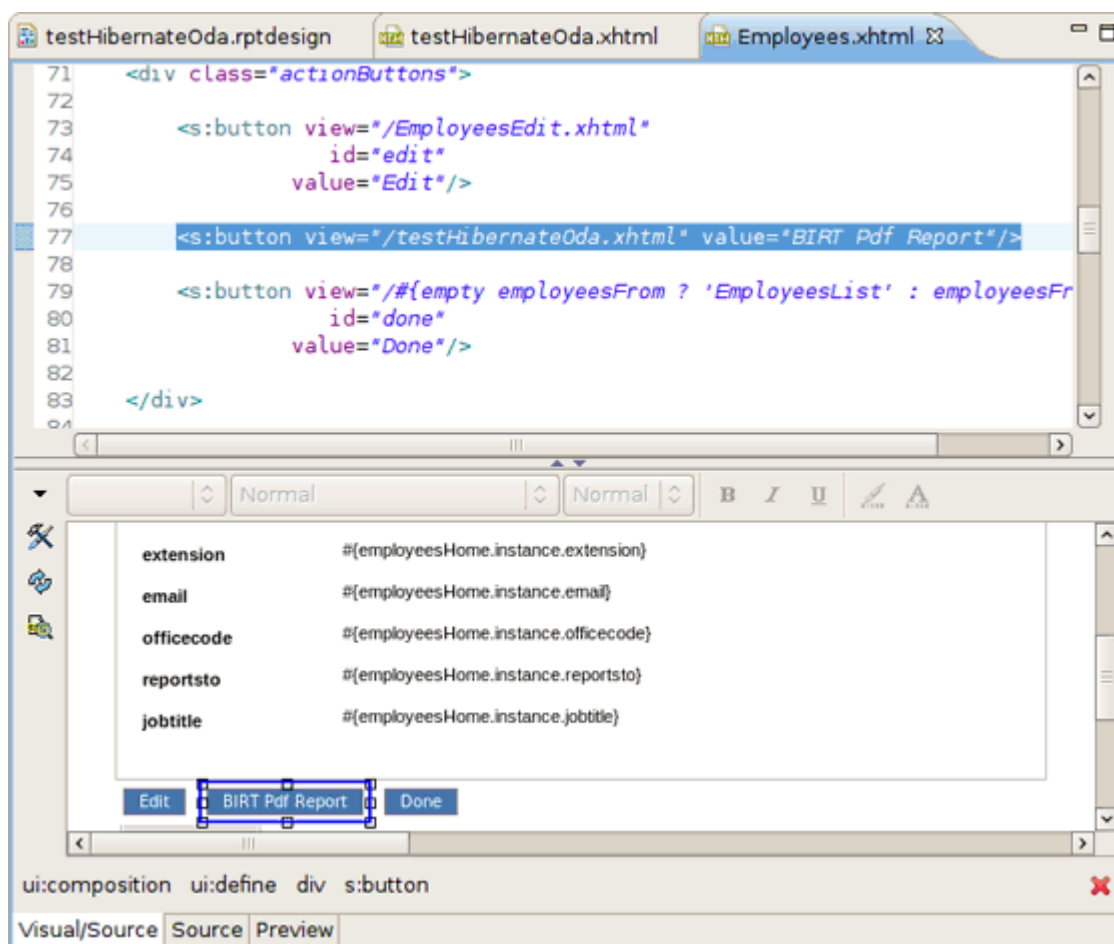 testHibernateOda.rptdesign testHibernateOda.xhtml Employees.xhtml
71 <div class="actionButtons">
72
73 <s:button view="/EmployeesEdit.xhtml"
74 id="edit"
75 value="Edit"/>
76
77 <s:button view="/testHibernateOda.xhtml" value="BIRT Pdf Report"/>
78
79 <s:button view="/#{empty employeesFrom ? 'EmployeesList' : employeesFr
80 id="done"
81 value="Done"/>
82
83 </div>
84
Normal Normal B I U A
extension #{employeesHome.instance.extension}
email #{employeesHome.instance.email}
officecode #{employeesHome.instance.officecode}
reportsto #{employeesHome.instance.reportsto}
jobtitle #{employeesHome.instance.jobtitle}
Edit BIRT Pdf Report Done
ui:composition ui:define div s:button
Visual/Source Source Preview